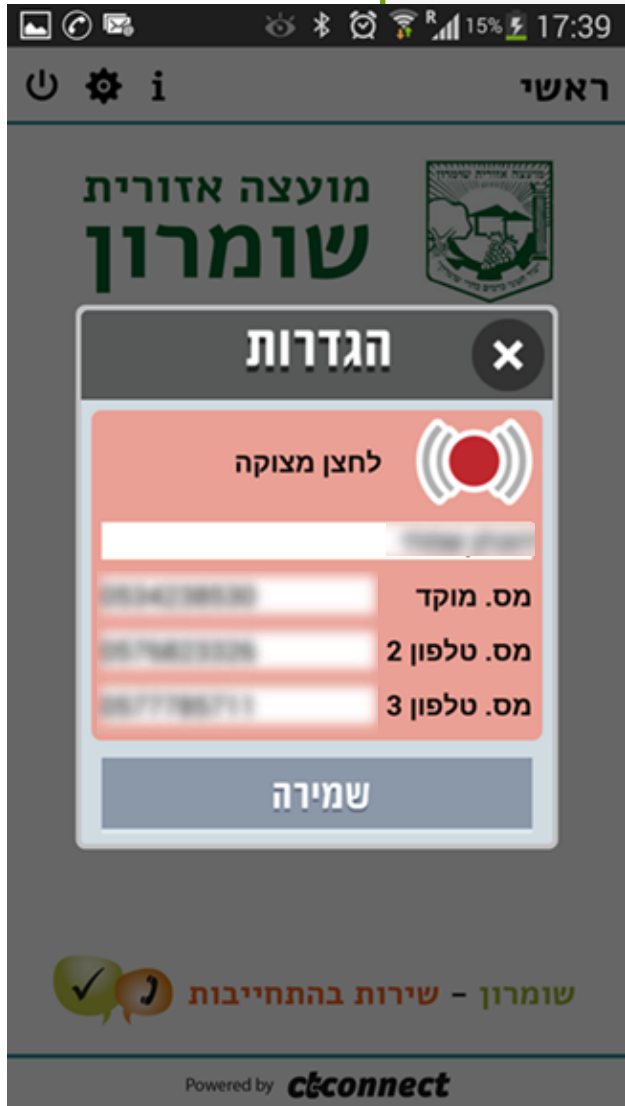 15% 17:39
ראשי
מועצה אזורית
שומרון
הגדרות
לחצן מצוקה
מס. מוקד
מס. טלפון 2
מס. טלפון 3
שמירה
שומרון - שירות בהתחייבות
Powered by ctconnect